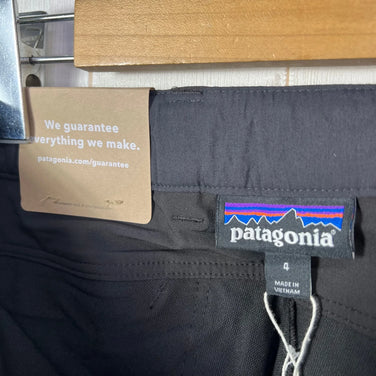 We guarantee
everything we make.
patagonia.com/guarantee
patagonia®
4
MADE IN
VIETNAM